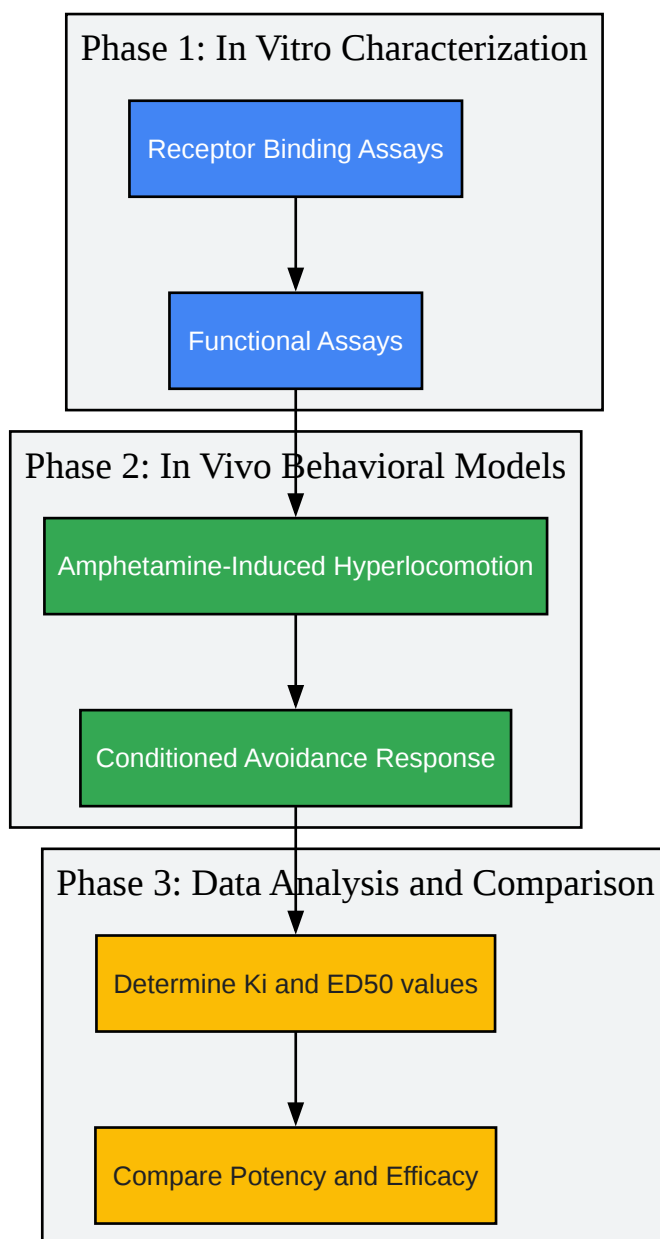 Phase 1: In Vitro Characterization
Receptor Binding Assays
Functional Assays
Phase 2: In Vivo Behavioral Models
Amphetamine-Induced Hyperlocomotion
Conditioned Avoidance Response
Phase 3: Data Analysis and Comparison
Determine Ki and ED50 values
Compare Potency and Efficacy